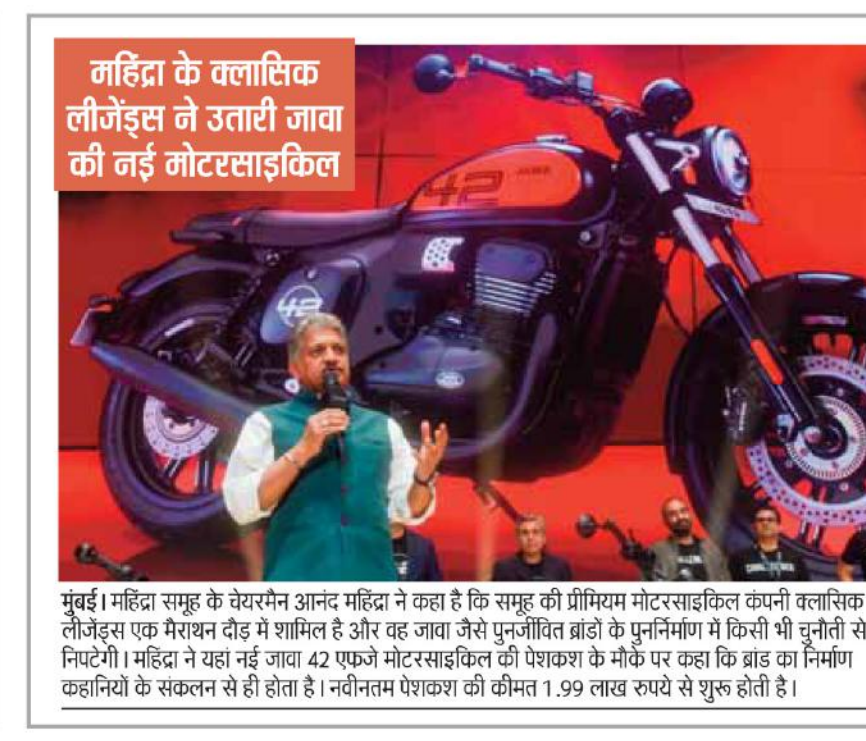 महिंद्रा के क्लासिक
लीजेंड्स ने उतारी जावा
की नई मोटरसाइकिल
42
42
मुंबई। महिंद्रा समूह के चेयरमैन आनंद महिंद्रा ने कहा है कि समूह की प्रीमियम मोटरसाइकिल कंपनी क्लासिक
लीजेंड्स एक मैराथन दौड़ में शामिल है और वह जावा जैसे पुनर्जीवित ब्रांडों के पुनर्निर्माण में किसी भी चुनौती से
निपटेगी। महिंद्रा ने यहां नई जावा 42 एफजे मोटरसाइकिल की पेशकश के मौके पर कहा कि ब्रांड का निर्माण
कहानियों के संकलन से ही होता है। नवीनतम पेशकश की कीमत 1.99 लाख रुपये से शुरू होती है।